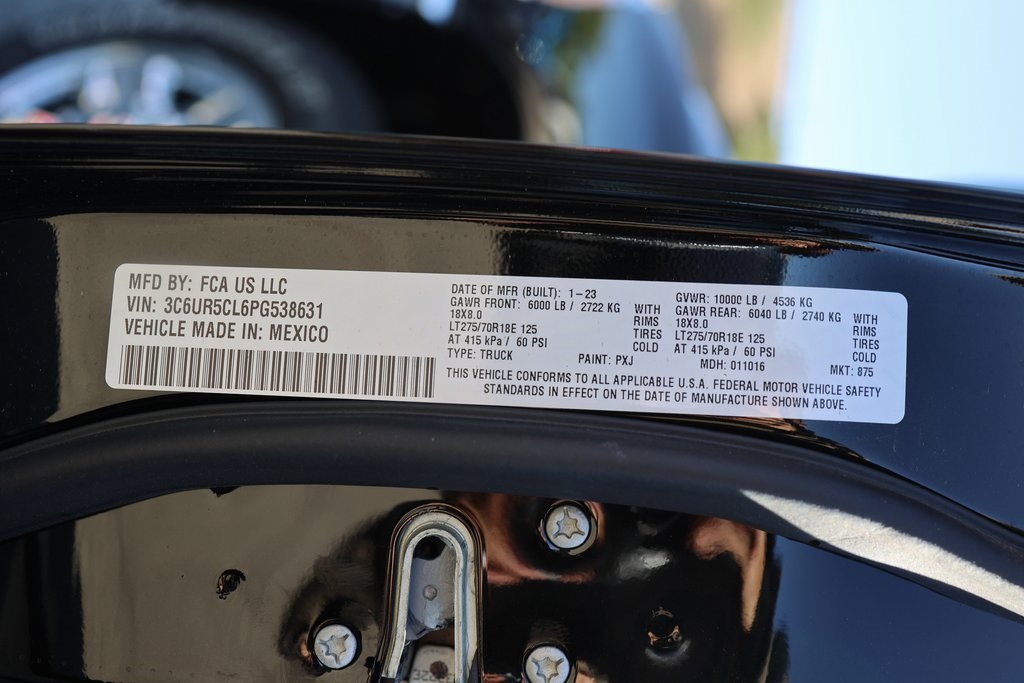 MFD BY: FCA US LLC
VIN: 3C6UR5CL6PG538631
VEHICLE MADE IN: MEXICO
DATE OF MFR (BUILT): 1-23
GAWR FRONT: 6000 LB / 2722 KG WITH
18X8.0 RIMS
LT275/70R18E 125 TIRES
AT 415 kPa / 60 PSI COLD
TYPE: TRUCK PAINT: PXJ
GVWR: 10000 LB / 4536 KG
GAWR REAR: 6040 LB / 2740 KG WITH
18X8.0 RIMS
LT275/70R18E 125 TIRES
AT 415 kPa / 60 PSI COLD
MDH: 011016 MKT: 875
THIS VEHICLE CONFORMS TO ALL APPLICABLE U.S.A. FEDERAL MOTOR VEHICLE SAFETY
STANDARDS IN EFFECT ON THE DATE OF MANUFACTURE SHOWN ABOVE.